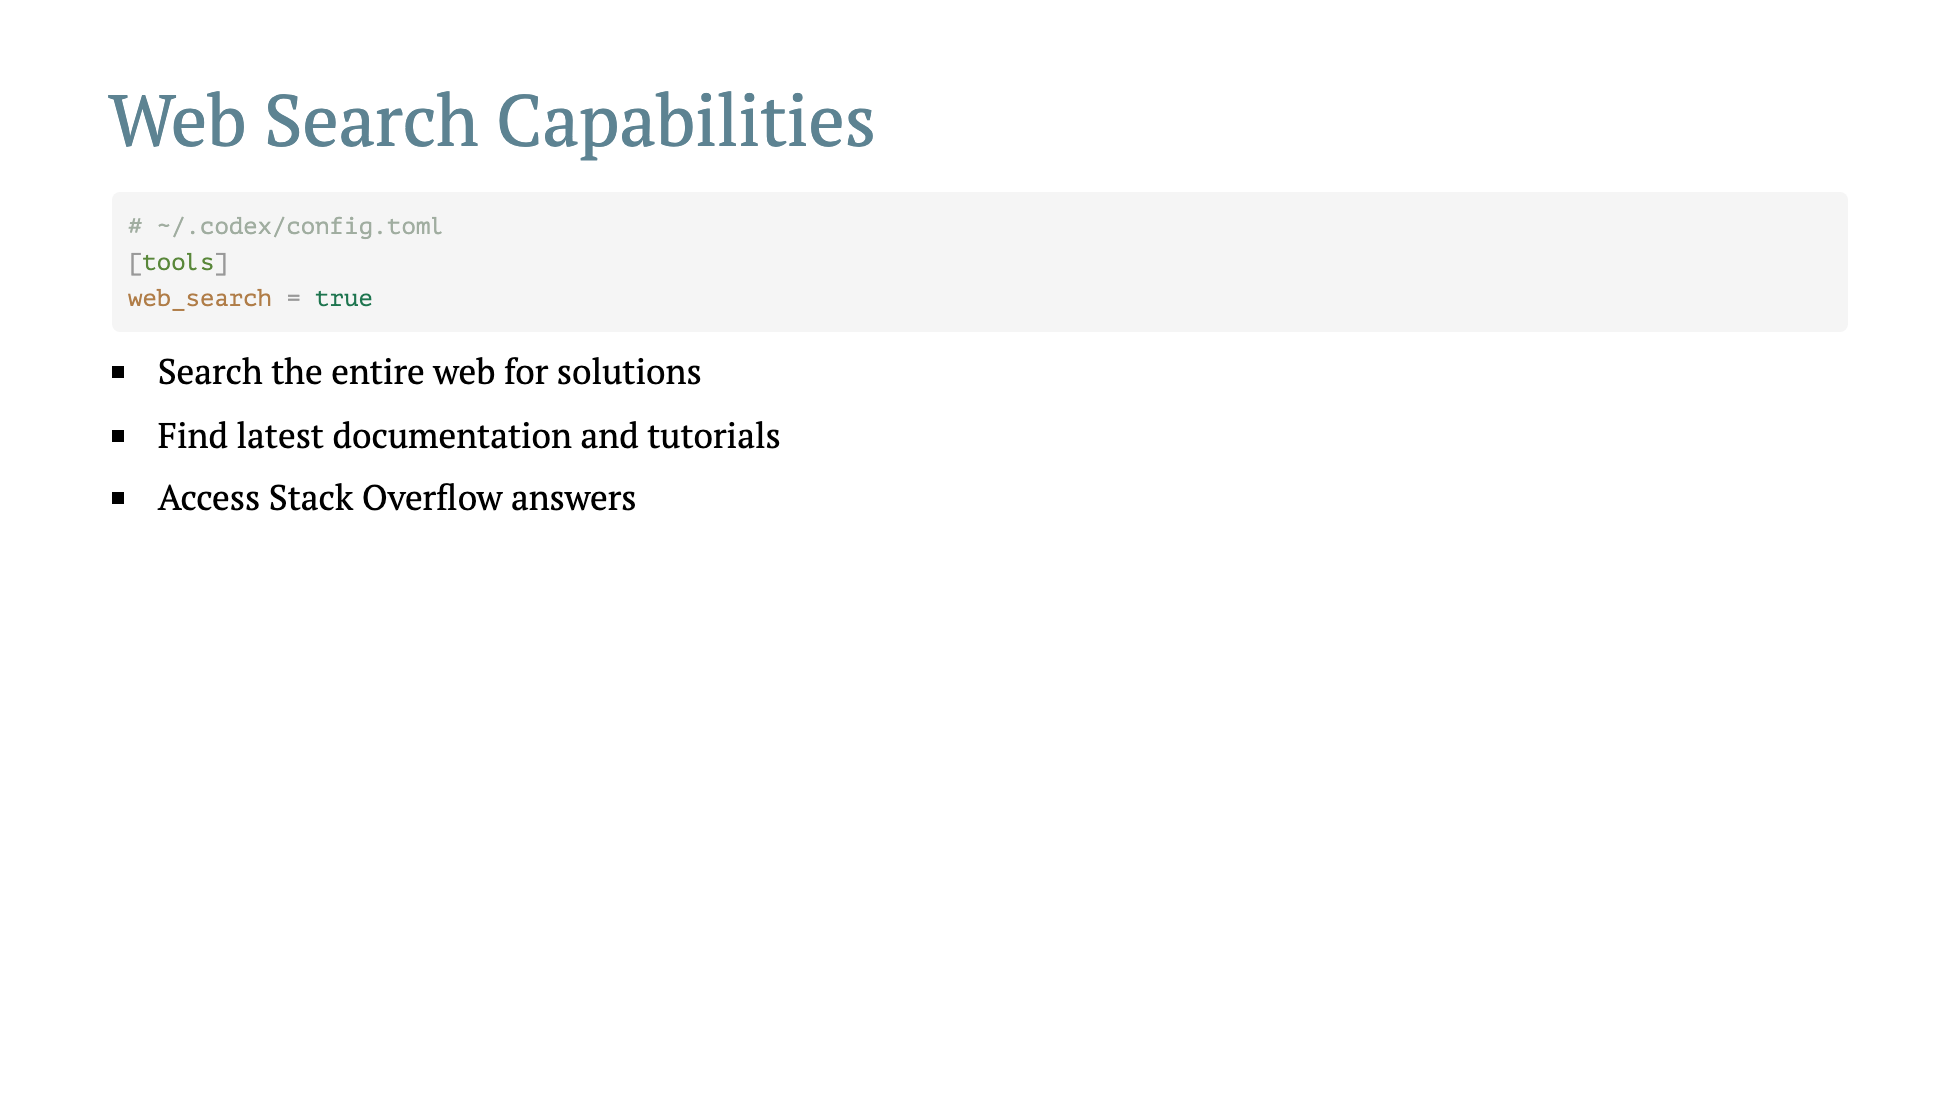 Web Search Capabilities
# ~/.codex/config.toml
[tools]
web_search = true
▪ Search the entire web for solutions
▪ Find latest documentation and tutorials
▪ Access Stack Overflow answers